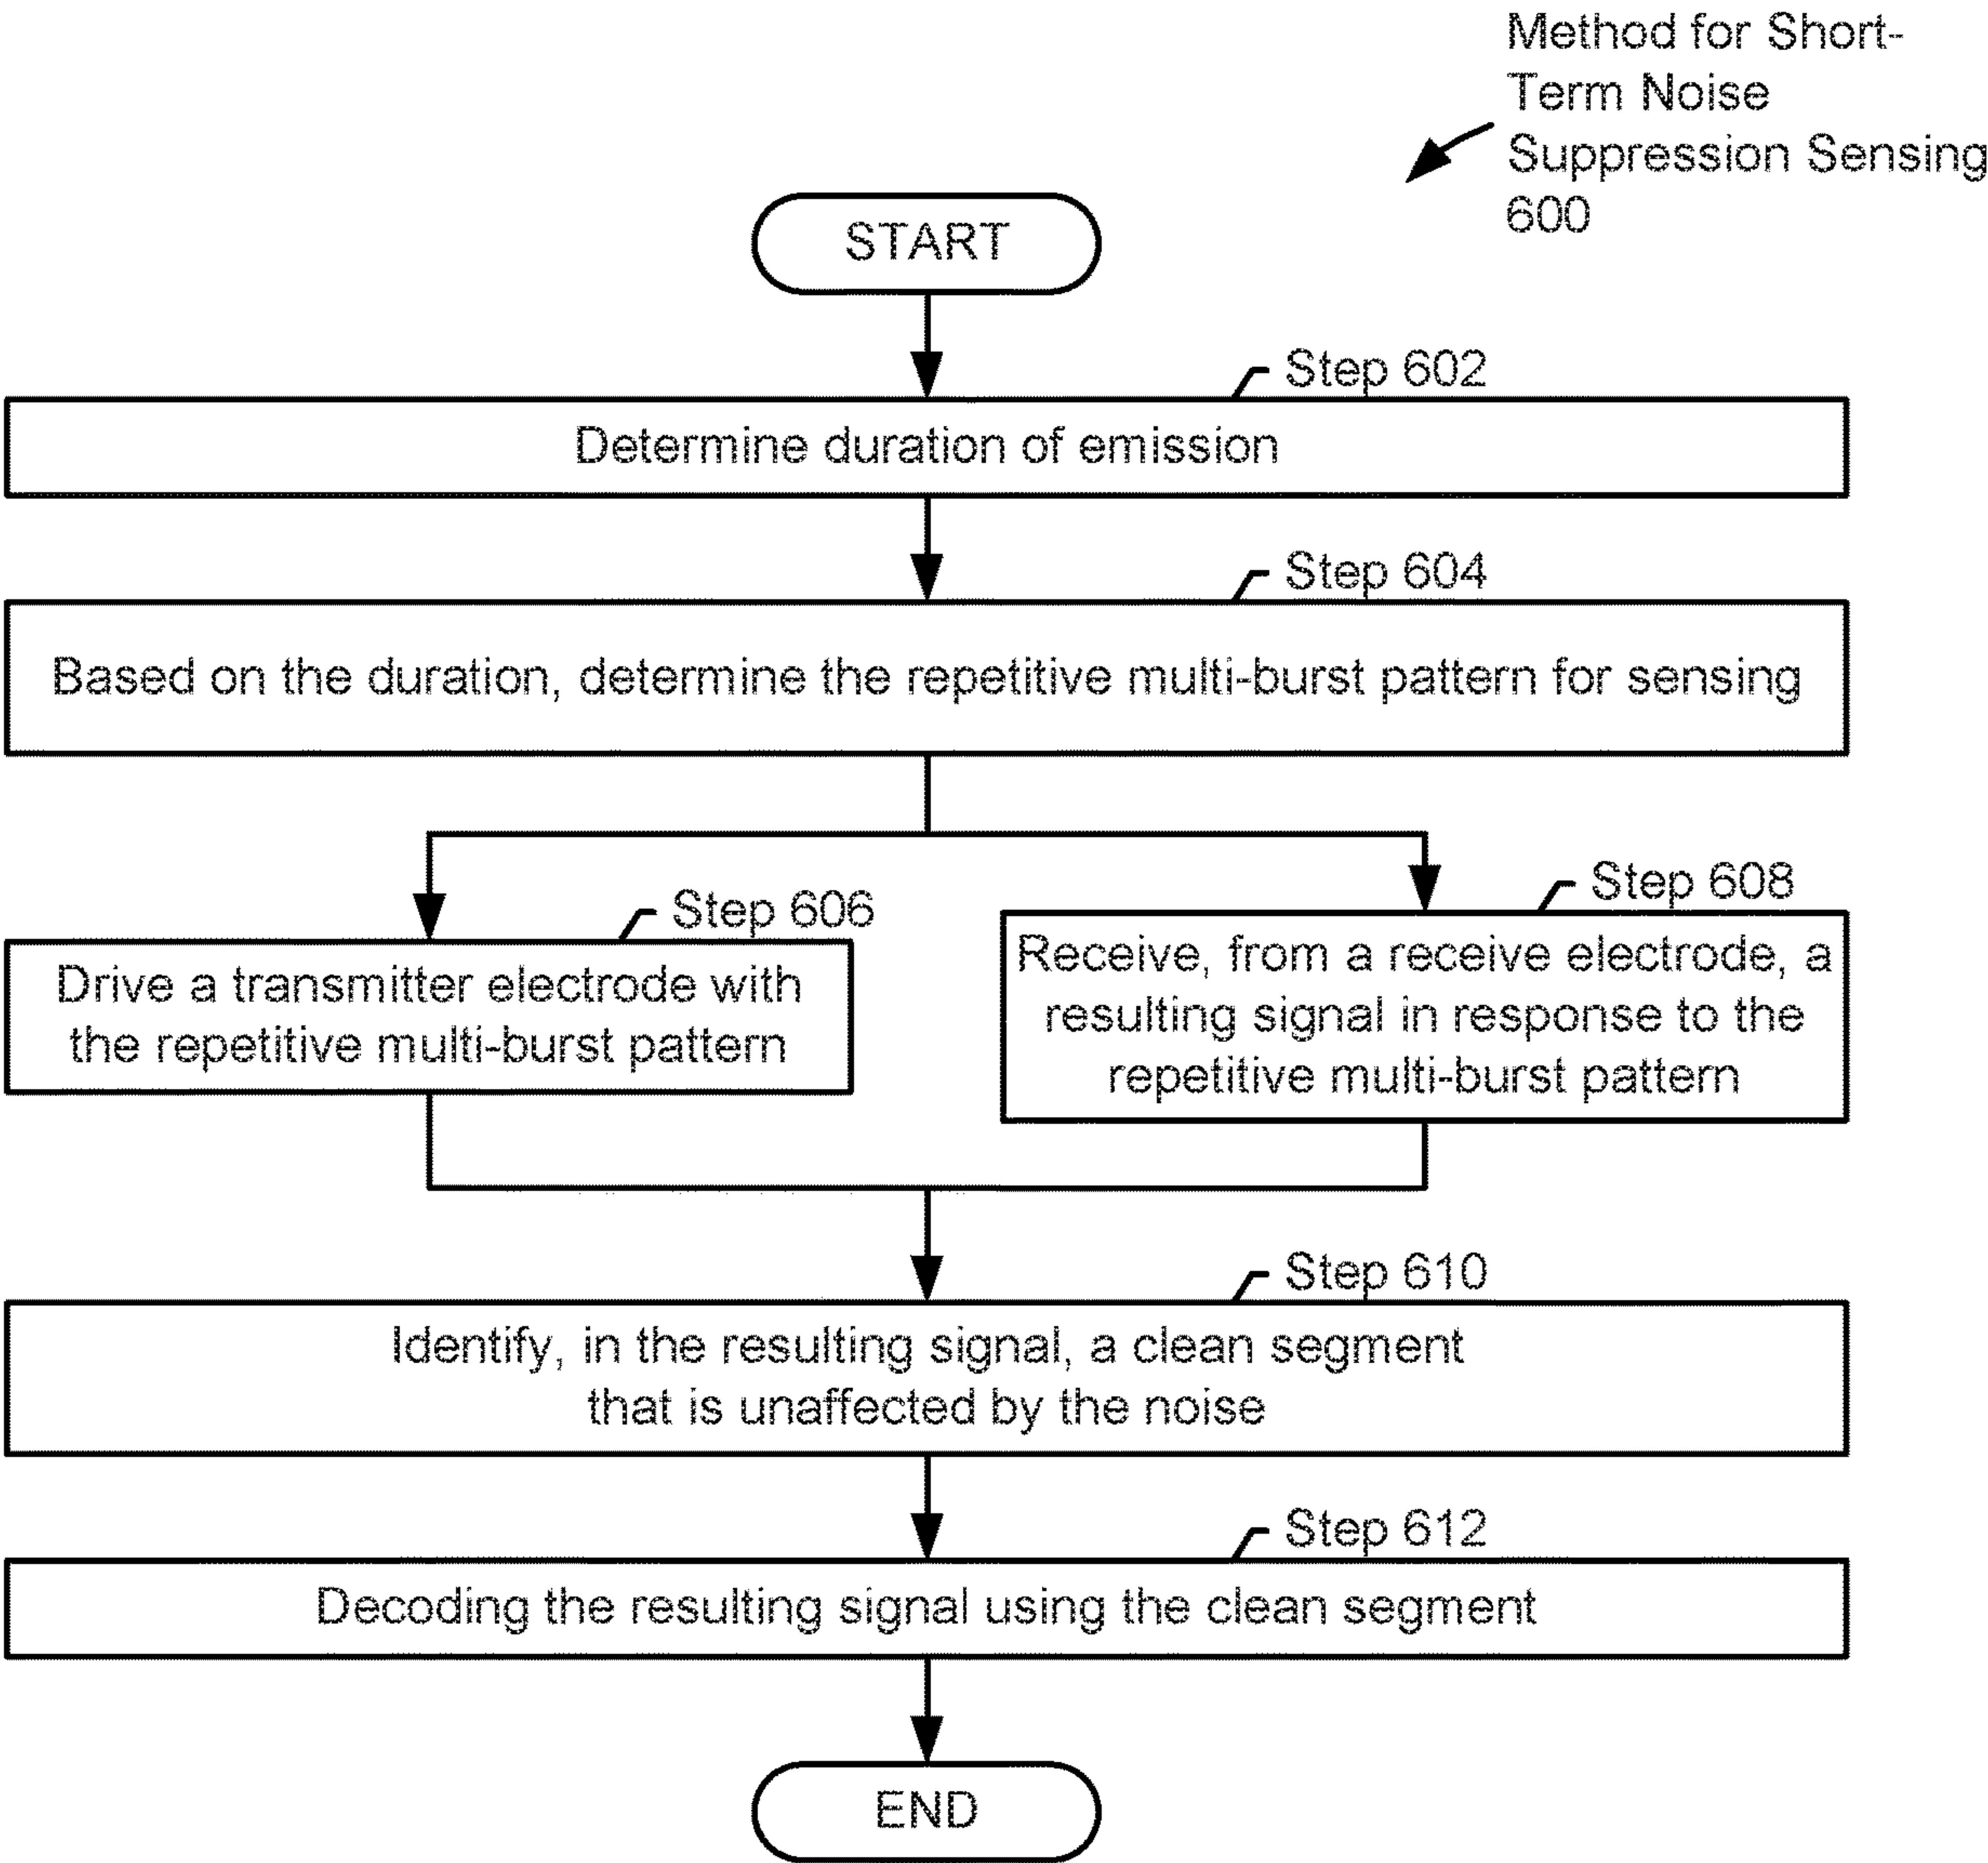 Method for Short-
Term Noise
Suppression Sensing
600
START
Step 602
Determine duration of emission
Step 604
Based on the duration, determine the repetitive multi-burst pattern for sensing
Step 606
Drive a transmitter electrode with
the repetitive multi-burst pattern
Step 608
Receive, from a receive electrode, a
resulting signal in response to the
repetitive multi-burst pattern
Step 610
Identify, in the resulting signal, a clean segment
that is unaffected by the noise
Step 612
Decoding the resulting signal using the clean segment
END